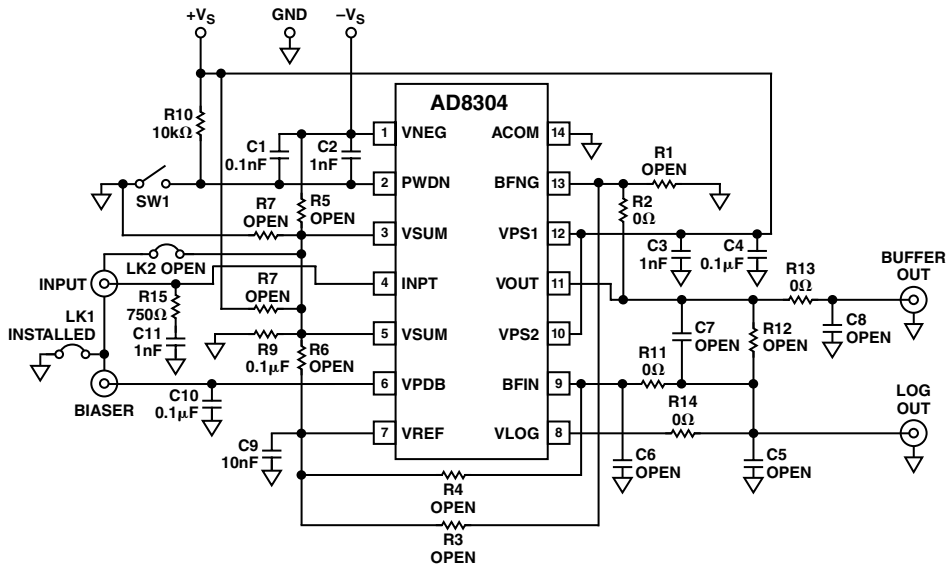 +VS
GND
−VS
AD8304
R10
10kΩ
C1
0.1nF
C2
1nF
1 VNEG
ACOM 14
R1
OPEN
2 PWDN
BFNG 13
SW1
R7
OPEN
R5
OPEN
R2
0Ω
3 VSUM
VPS1 12
LK2 OPEN
C3
1nF
C4
0.1μF
BUFFER
OUT
INPUT
4 INPT
VOUT 11
R13
0Ω
R15
750Ω
R7
OPEN
LK1
INSTALLED
C11
1nF
5 VSUM
VPS2 10
C7
OPEN
R12
OPEN
C8
OPEN
R9
0.1μF
R6
OPEN
R11
0Ω
6 VPDB
BFIN 9
BIASER
C10
0.1μF
R14
0Ω
LOG
OUT
7 VREF
VLOG 8
C9
10nF
C6
OPEN
C5
OPEN
R4
OPEN
R3
OPEN